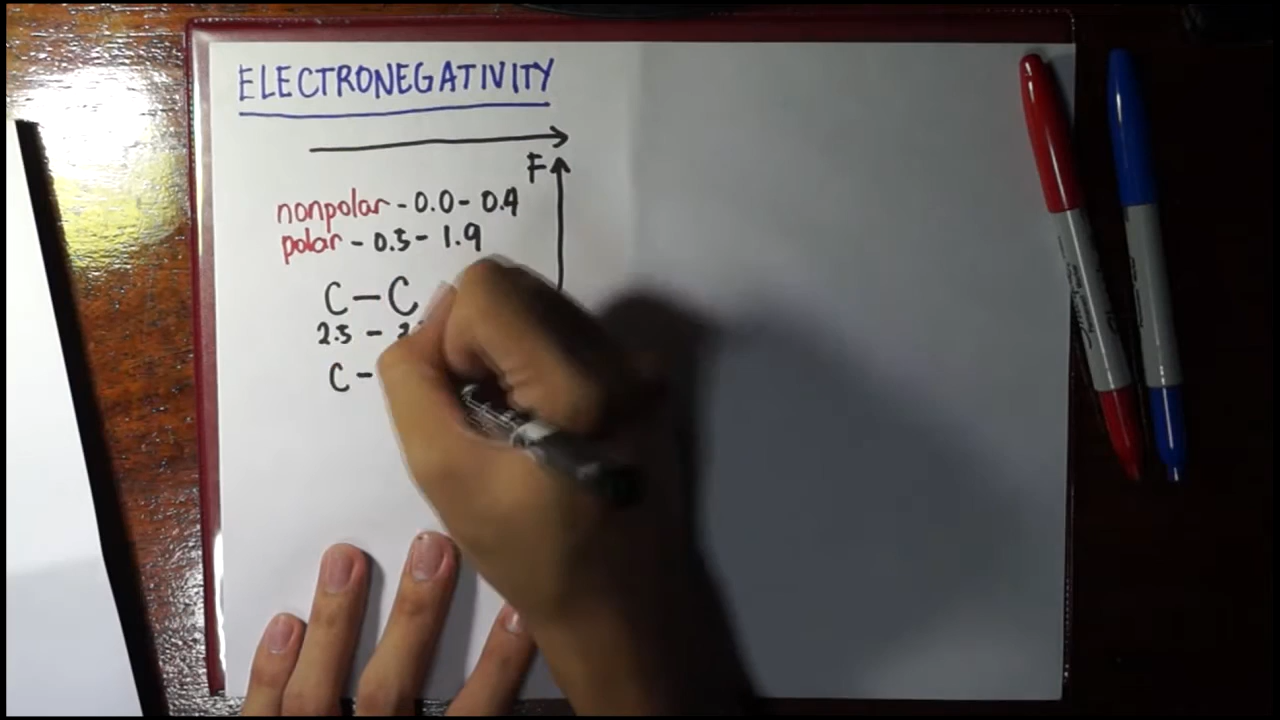 ELECTRONEGATIVITY
F
nonpolar - 0.0 - 0.4
polar - 0.5 - 1.9
C - C
2.5 -
C -